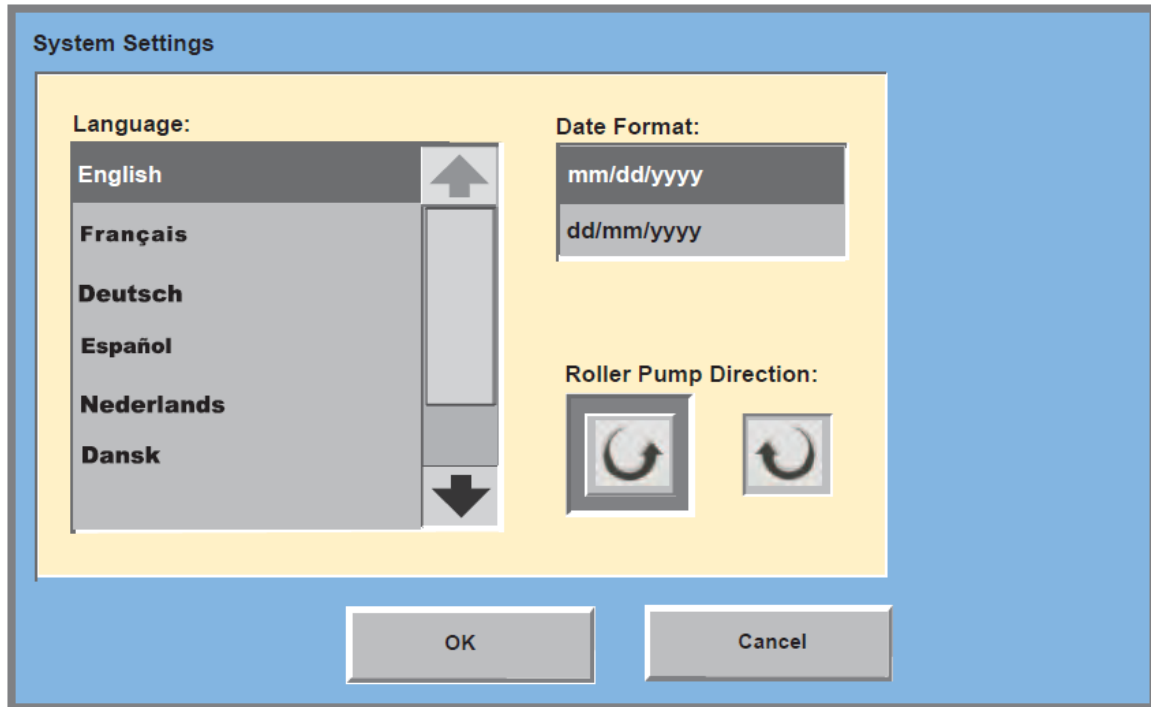 System Settings
Language:
English
Français
Deutsch
Español
Nederlands
Dansk
Date Format:
mm/dd/yyyy
dd/mm/yyyy
Roller Pump Direction:
OK
Cancel